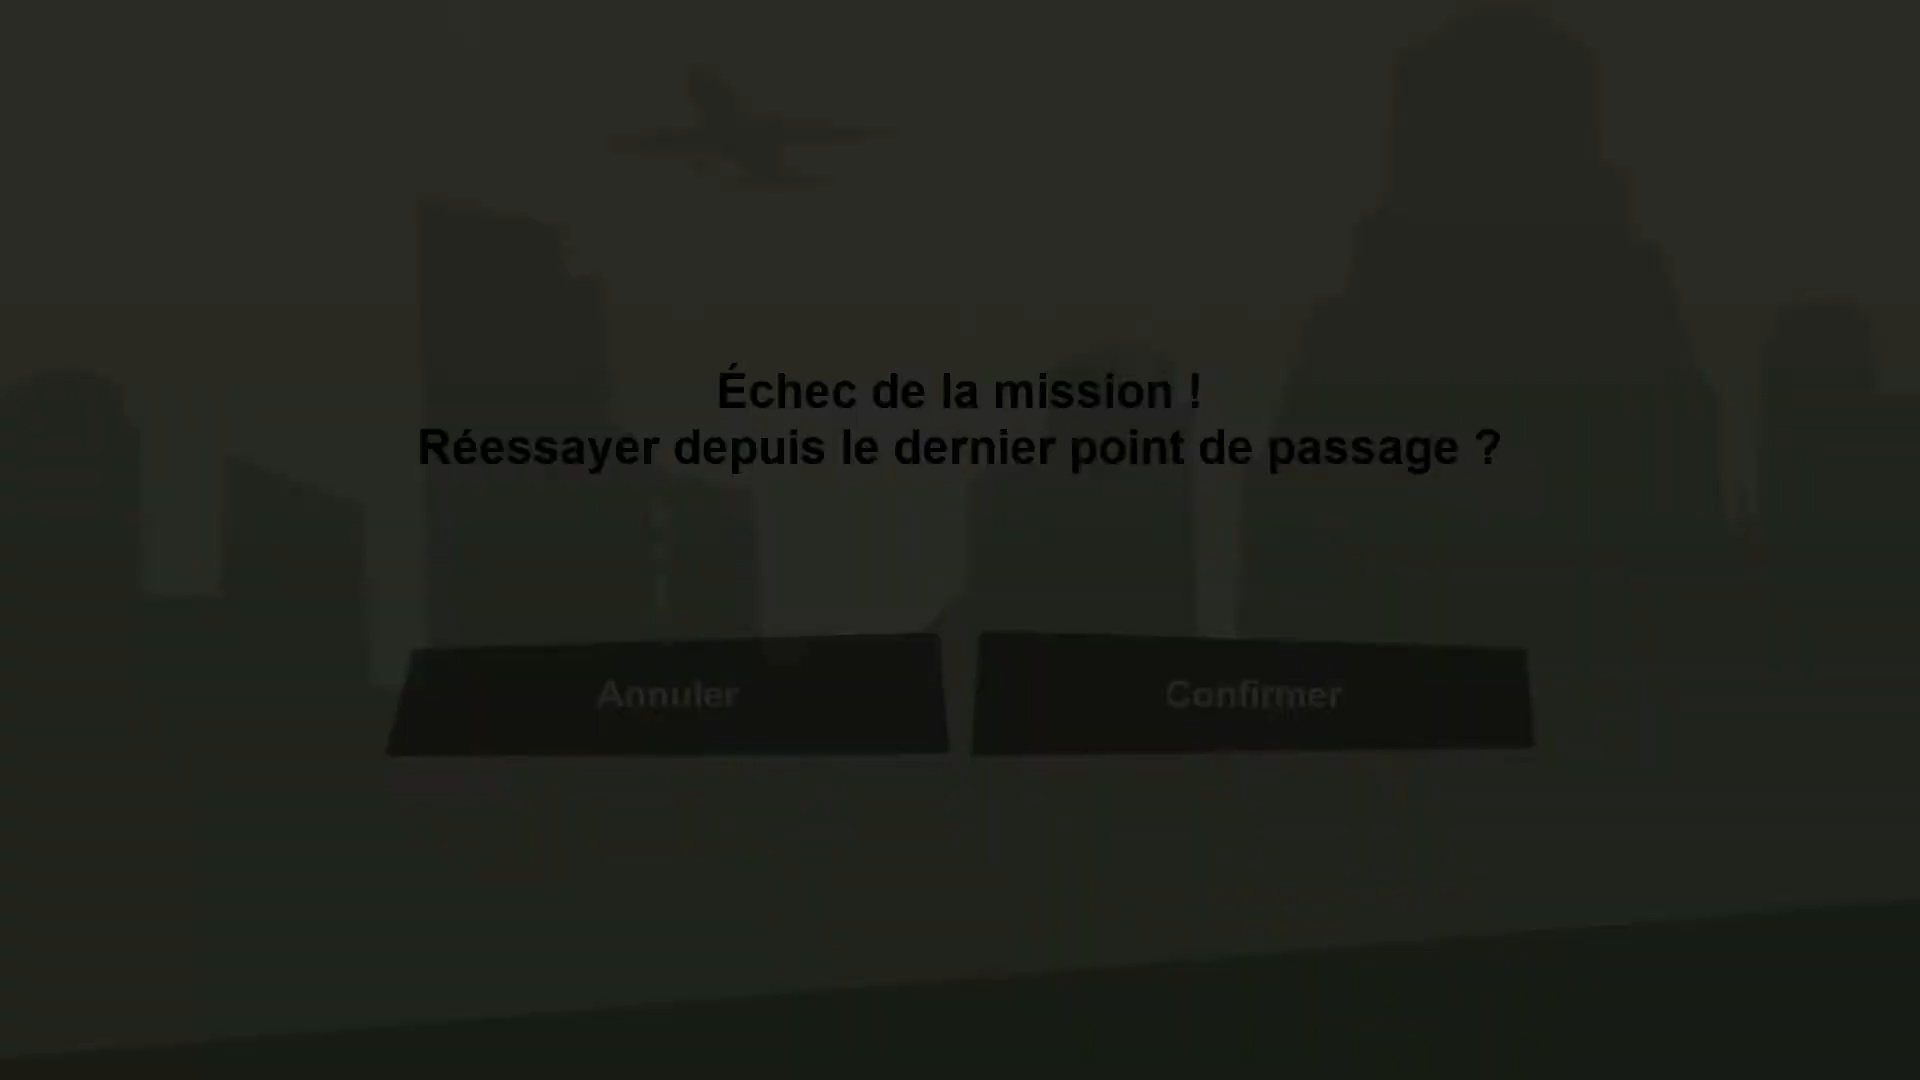 Échec de la mission !
Réessayer depuis le dernier point de passage ?
Annuler
Confirmer